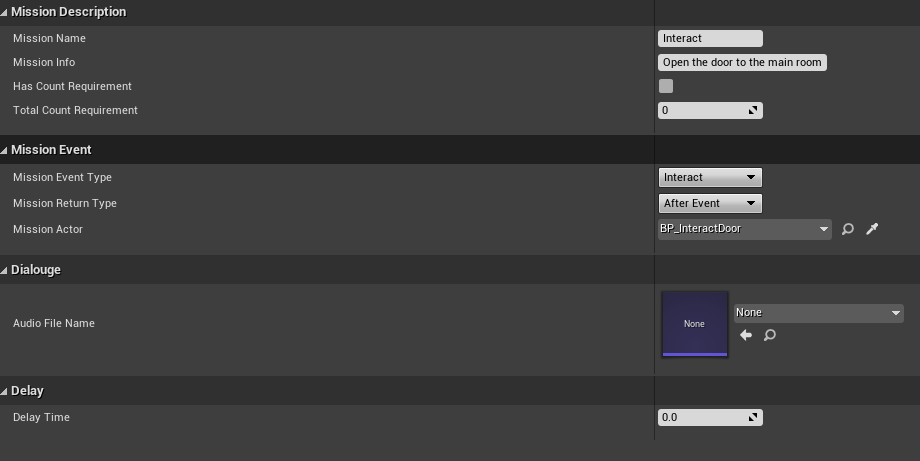 Mission Description
Mission Name Interact
Mission Info Open the door to the main room
Has Count Requirement
Total Count Requirement 0
Mission Event
Mission Event Type Interact
Mission Return Type After Event
Mission Actor BP_InteractDoor
Dialouge
Audio File Name None None
Delay
Delay Time 0.0